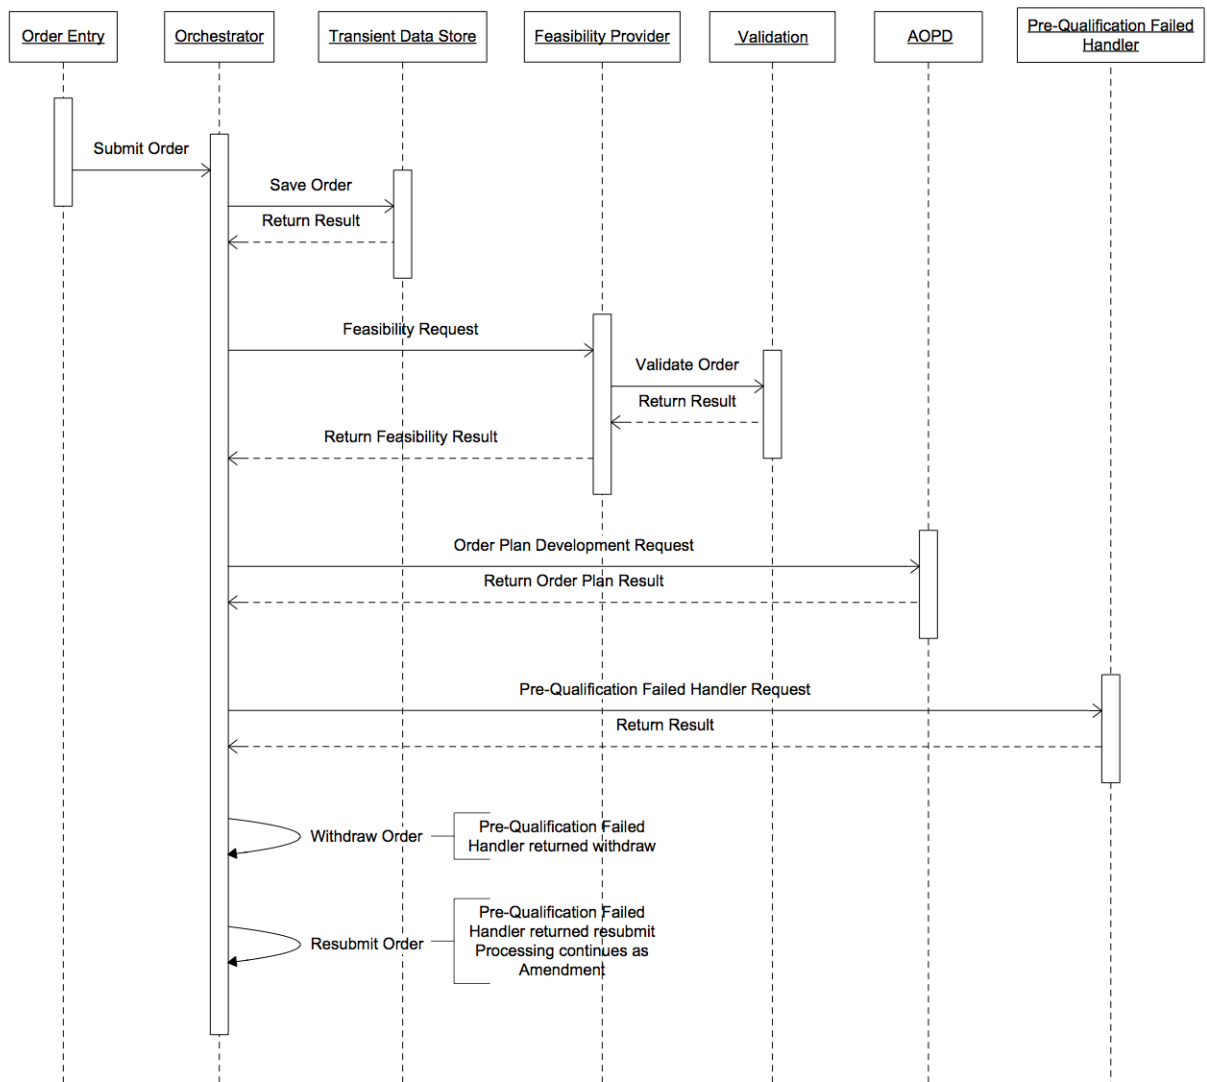 Order Entry
Orchestrator
Transient Data Store
Feasibility Provider
Validation
AOPD
Pre-Qualification Failed
Handler
Submit Order
Save Order
Return Result
Feasibility Request
Validate Order
Return Result
Return Feasibility Result
Order Plan Development Request
Return Order Plan Result
Pre-Qualification Failed Handler Request
Return Result
Withdraw Order
Pre-Qualification Failed
Handler returned withdraw
Resubmit Order
Pre-Qualification Failed
Handler returned resubmit
Processing continues as
Amendment